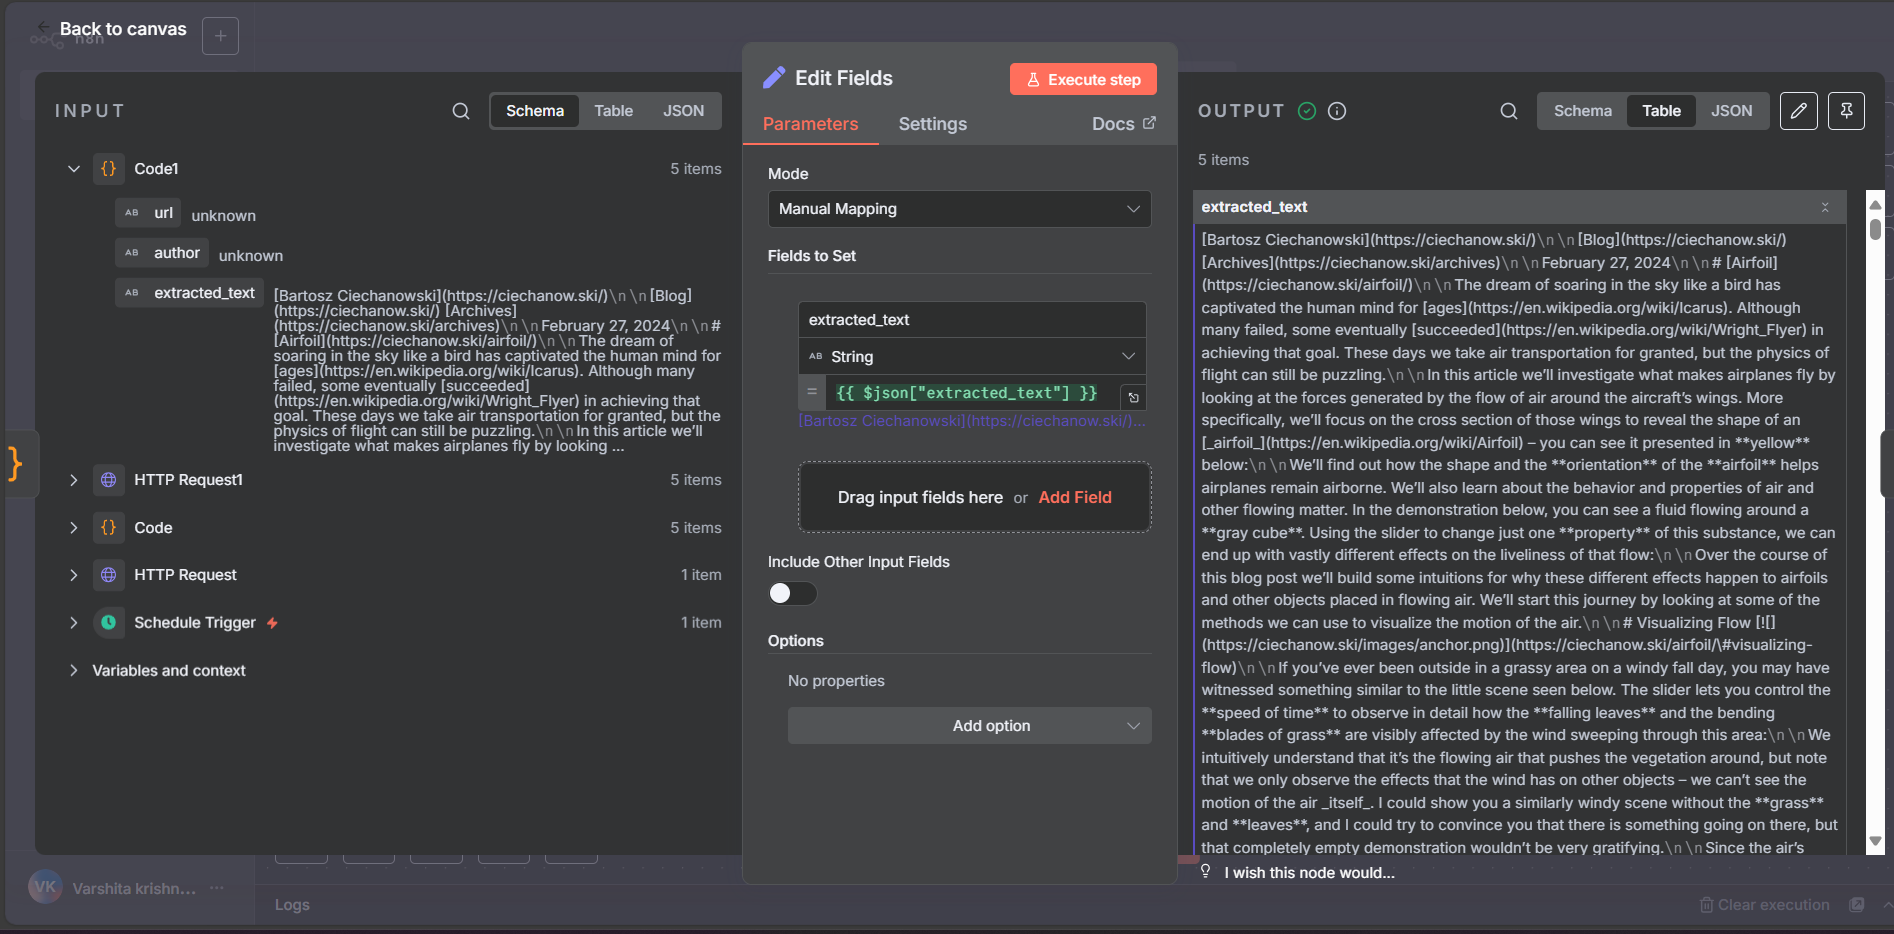 Back to canvas
n8n
INPUT
Schema
Table
JSON
Code1
5 items
AB url unknown
AB author unknown
AB extracted_text
[Bartosz Ciechanowski](https://ciechanow.ski/)\n\n[Blog]
(https://ciechanow.ski/) [Archives]
(https://ciechanow.ski/archives)\n\nFebruary 27, 2024\n\n#
[Airfoil](https://ciechanow.ski/airfoil/)\n\nThe dream of
soaring in the sky like a bird has captivated the human mind for
[ages](https://en.wikipedia.org/wiki/Icarus). Although many
failed, some eventually [succeeded]
(https://en.wikipedia.org/wiki/Wright_Flyer) in achieving that
goal. These days we take air transportation for granted, but the
physics of flight can still be puzzling.\n\nIn this article we'll
investigate what makes airplanes fly by looking ...
HTTP Request1
5 items
Code
5 items
HTTP Request
1 item
Schedule Trigger
1 item
Variables and context
VK
Varshita krishn...
Edit Fields
Execute step
Parameters
Settings
Docs
Mode
Manual Mapping
Fields to Set
extracted_text
AB String
= {{ $json["extracted_text"] }}
[Bartosz Ciechanowski](https://ciechanow.ski/)...
Drag input fields here or Add Field
Include Other Input Fields
Options
No properties
Add option
OUTPUT
Schema
Table
JSON
5 items
extracted_text
[Bartosz Ciechanowski](https://ciechanow.ski/)\n\n[Blog](https://ciechanow.ski/)
[Archives](https://ciechanow.ski/archives)\n\nFebruary 27, 2024\n\n# [Airfoil]
(https://ciechanow.ski/airfoil/)\n\nThe dream of soaring in the sky like a bird has
captivated the human mind for [ages](https://en.wikipedia.org/wiki/Icarus). Although
many failed, some eventually [succeeded](https://en.wikipedia.org/wiki/Wright_Flyer) in
achieving that goal. These days we take air transportation for granted, but the physics of
flight can still be puzzling.\n\nIn this article we'll investigate what makes airplanes fly by
looking at the forces generated by the flow of air around the aircraft's wings. More
specifically, we'll focus on the cross section of those wings to reveal the shape of an
[_airfoil_](https://en.wikipedia.org/wiki/Airfoil) – you can see it presented in **yellow**
below:\n\nWe'll find out how the shape and the **orientation** of the **airfoil** helps
airplanes remain airborne. We'll also learn about the behavior and properties of air and
other flowing matter. In the demonstration below, you can see a fluid flowing around a
**gray cube**. Using the slider to change just one **property** of this substance, we can
end up with vastly different effects on the liveliness of that flow:\n\nOver the course of
this blog post we'll build some intuitions for why these different effects happen to airfoils
and other objects placed in flowing air. We'll start this journey by looking at some of the
methods we can use to visualize the motion of the air.\n\n# Visualizing Flow [![]
(https://ciechanow.ski/images/anchor.png)](https://ciechanow.ski/airfoil/\#visualizing-
flow)\n\nIf you've ever been outside in a grassy area on a windy fall day, you may have
witnessed something similar to the little scene seen below. The slider lets you control the
**speed of time** to observe in detail how the **falling leaves** and the bending
**blades of grass** are visibly affected by the wind sweeping through this area:\n\nWe
intuitively understand that it's the flowing air that pushes the vegetation around, but note
that we only observe the effects that the wind has on other objects – we can't see the
motion of the air _itself_. I could show you a similarly windy scene without the **grass**
and **leaves**, and I could try to convince you that there is something going on there, but
that completely empty demonstration wouldn't be very gratifying.\n\nSince the air's
I wish this node would...
Logs
Clear execution